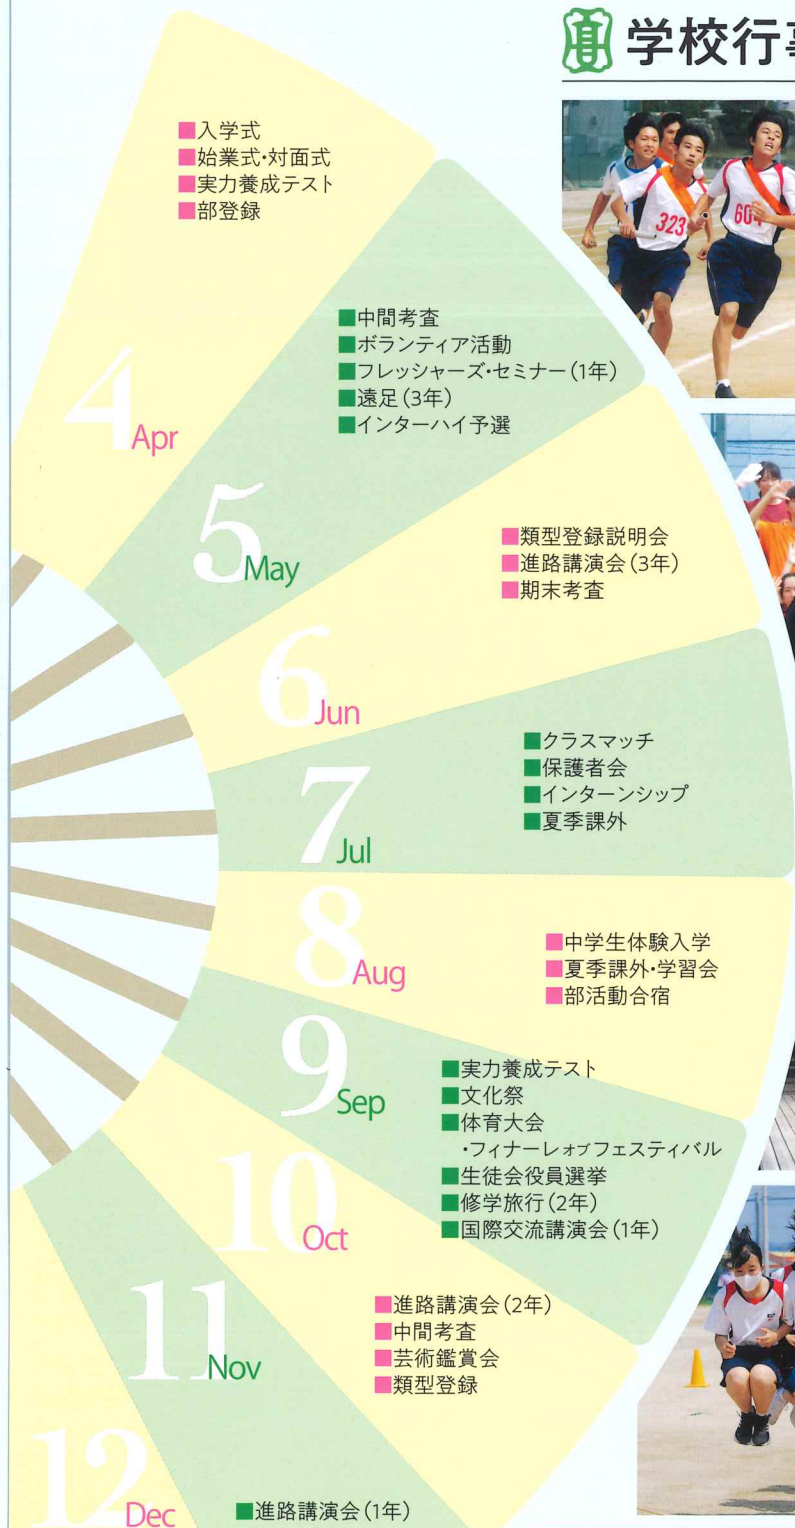 学校行事
■入学式
■始業式・対面式
■実力養成テスト
■部登録
4 Apr
■中間考査
■ボランティア活動
■フレッシャーズ・セミナー(1年)
■遠足(3年)
■インターハイ予選
5 May
■類型登録説明会
■進路講演会(3年)
■期末考査
6 Jun
■クラスマッチ
■保護者会
■インターンシップ
■夏季課外
7 Jul
■中学生体験入学
■夏季課外・学習会
■部活動合宿
8 Aug
■実力養成テスト
■文化祭
■体育大会
・フィナーレオブフェスティバル
■生徒会役員選挙
■修学旅行(2年)
■国際交流講演会(1年)
9 Sep
■進路講演会(2年)
■中間考査
■芸術鑑賞会
■類型登録
10 Oct
■進路講演会(1年)
11 Nov
12 Dec
323
604